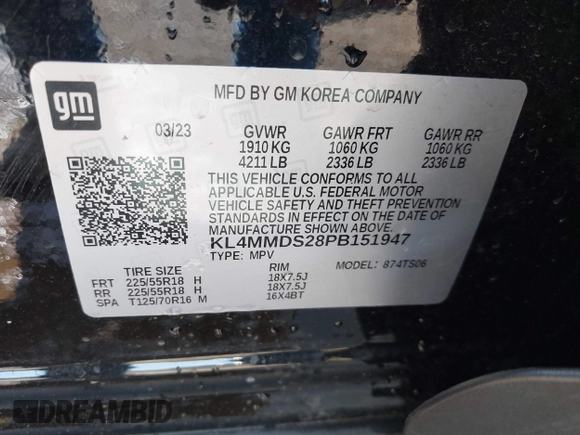 gm
MFD BY GM KOREA COMPANY
03/23 GVWR GAWR FRT GAWR RR
1910 KG 1060 KG 1060 KG
4211 LB 2336 LB 2336 LB
THIS VEHICLE CONFORMS TO ALL
APPLICABLE U.S. FEDERAL MOTOR
VEHICLE SAFETY AND THEFT PREVENTION
STANDARDS IN EFFECT ON THE DATE OF
MANUFACTURE SHOWN ABOVE.
KL4MMDS28PB151947
TYPE: MPV MODEL: 874TS06
TIRE SIZE RIM
FRT 225/55R18 H 18X7.5J
RR 225/55R18 H 18X7.5J
SPA T125/70R16 M 16X4BT
DREAMBID